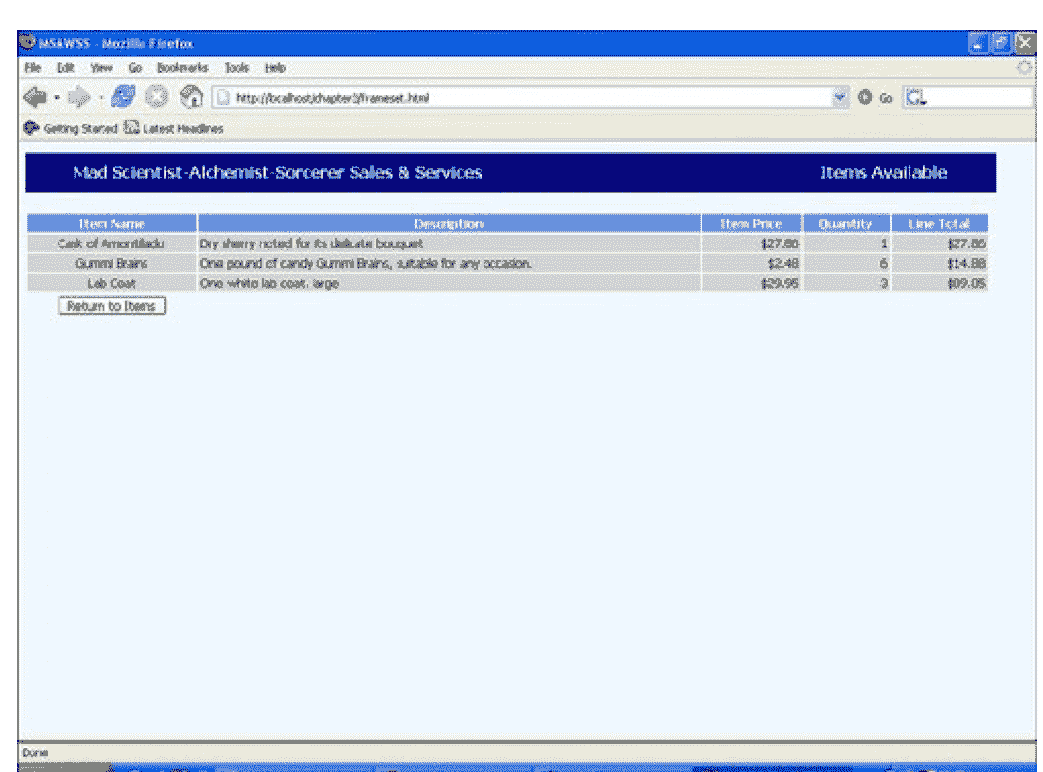 MSAWSS - Mozilla Firefox
File Edit View Go Bookmarks Tools Help
http://localhost/chapter3/frameset.html Go
Getting Started Latest Headlines
Mad Scientist-Alchemist-Sorcerer Sales & Services Items Available
Item Name Description Item Price Quantity Line Total
Cask of Amontillado Dry sherry noted for its delicate bouquet $27.00 1 $27.00
Gummi Brains One pound of candy Gummi Brains, suitable for any occasion. $2.48 6 $14.88
Lab Coat One white lab coat, large $29.95 3
Return to Items
Done